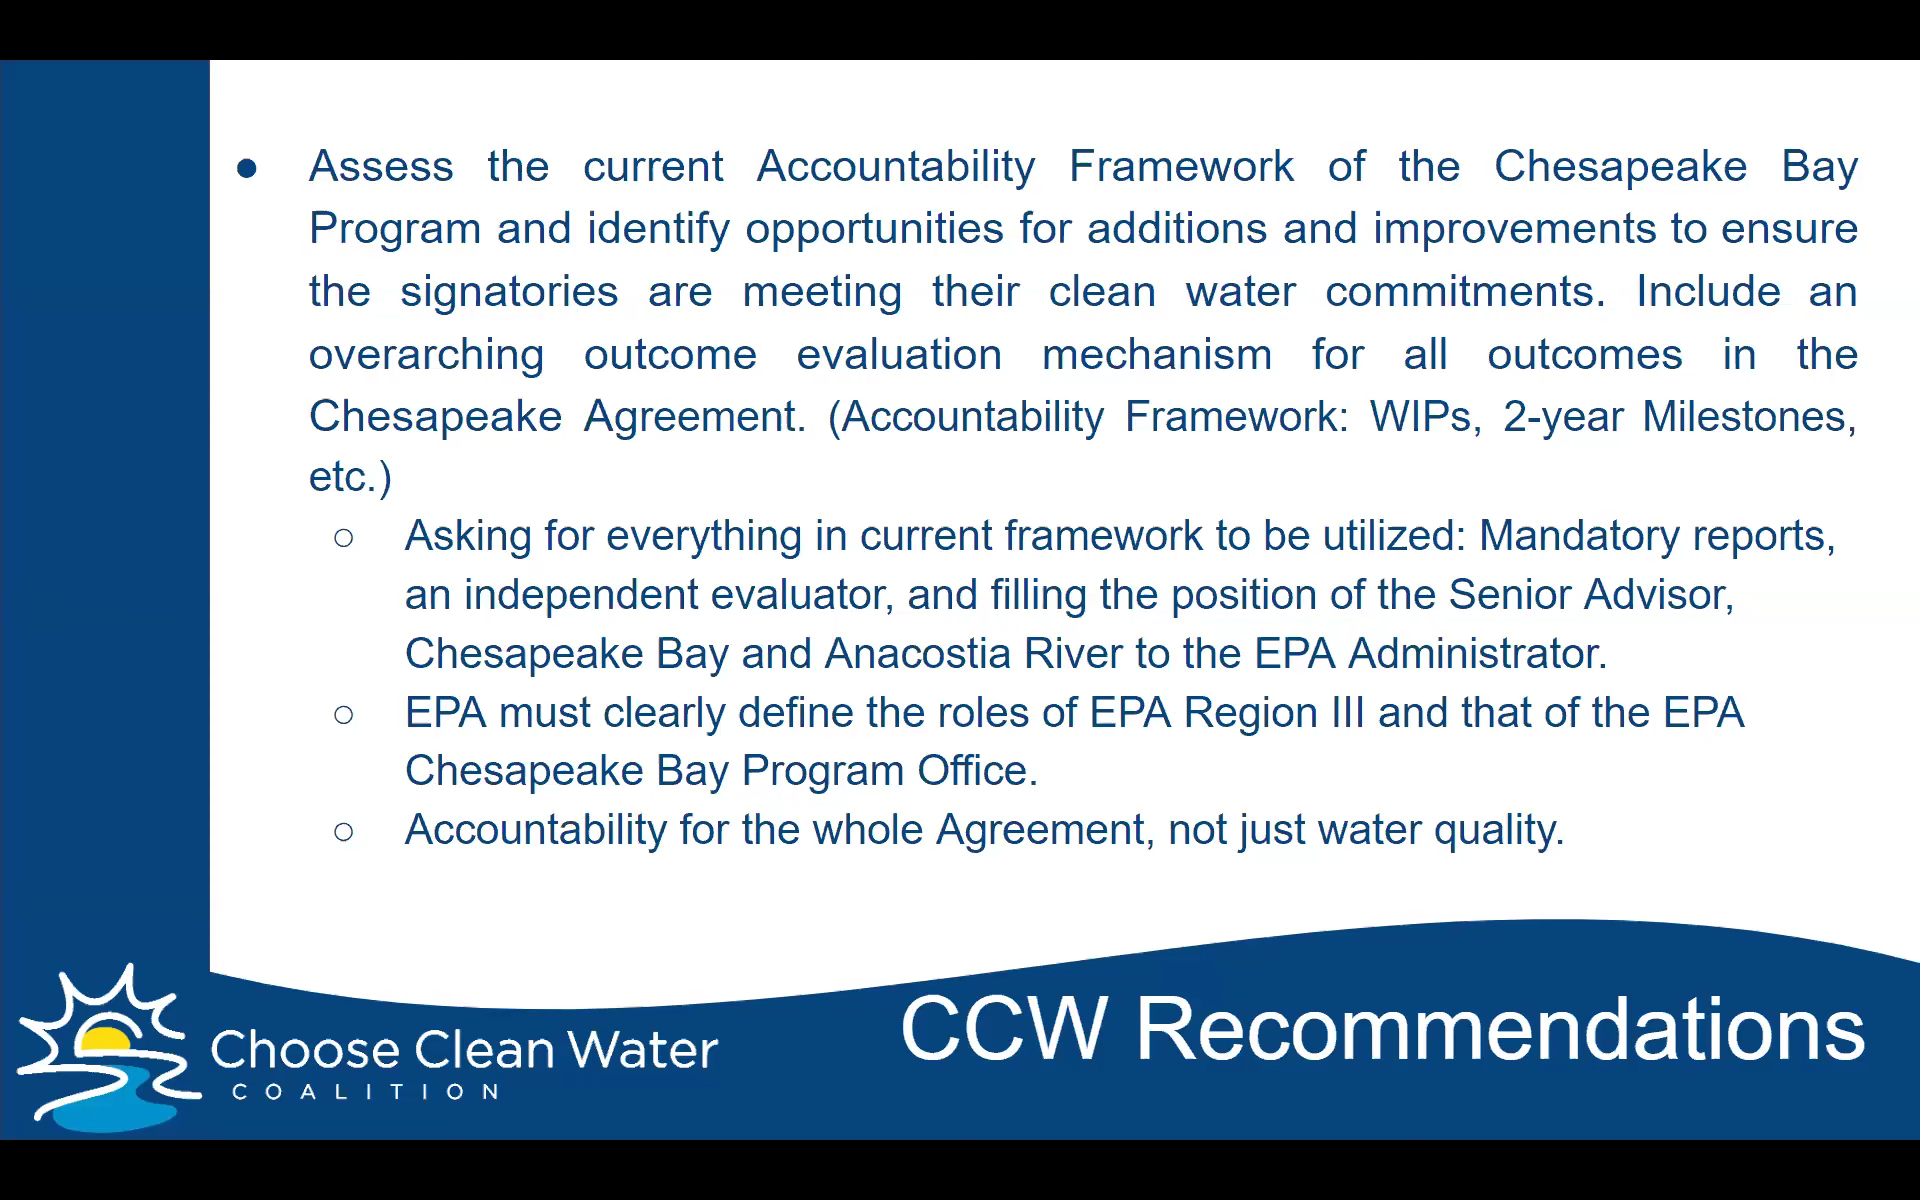 ● Assess the current Accountability Framework of the Chesapeake Bay
Program and identify opportunities for additions and improvements to ensure
the signatories are meeting their clean water commitments. Include an
overarching outcome evaluation mechanism for all outcomes in the
Chesapeake Agreement. (Accountability Framework: WIPs, 2-year Milestones,
etc.)
○ Asking for everything in current framework to be utilized: Mandatory reports,
an independent evaluator, and filling the position of the Senior Advisor,
Chesapeake Bay and Anacostia River to the EPA Administrator.
○ EPA must clearly define the roles of EPA Region III and that of the EPA
Chesapeake Bay Program Office.
○ Accountability for the whole Agreement, not just water quality.
CCW Recommendations
Choose Clean Water
COALITION